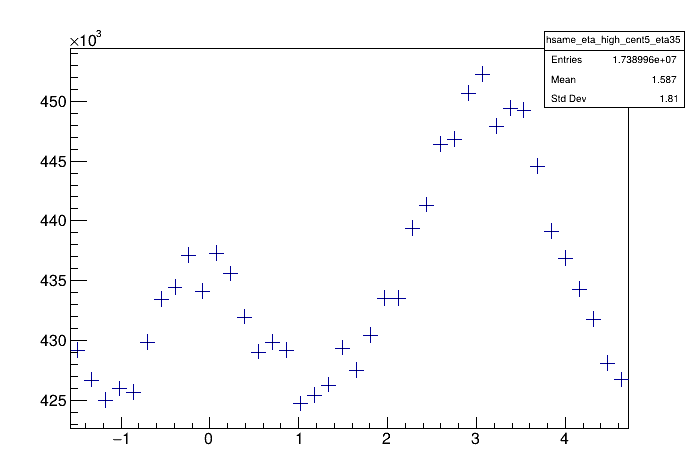 ×10³
hsame_eta_high_cent5_eta35
Entries 1.738996e+07
Mean 1.587
Std Dev 1.81
450
445
440
435
430
425
−1 0 1 2 3 4